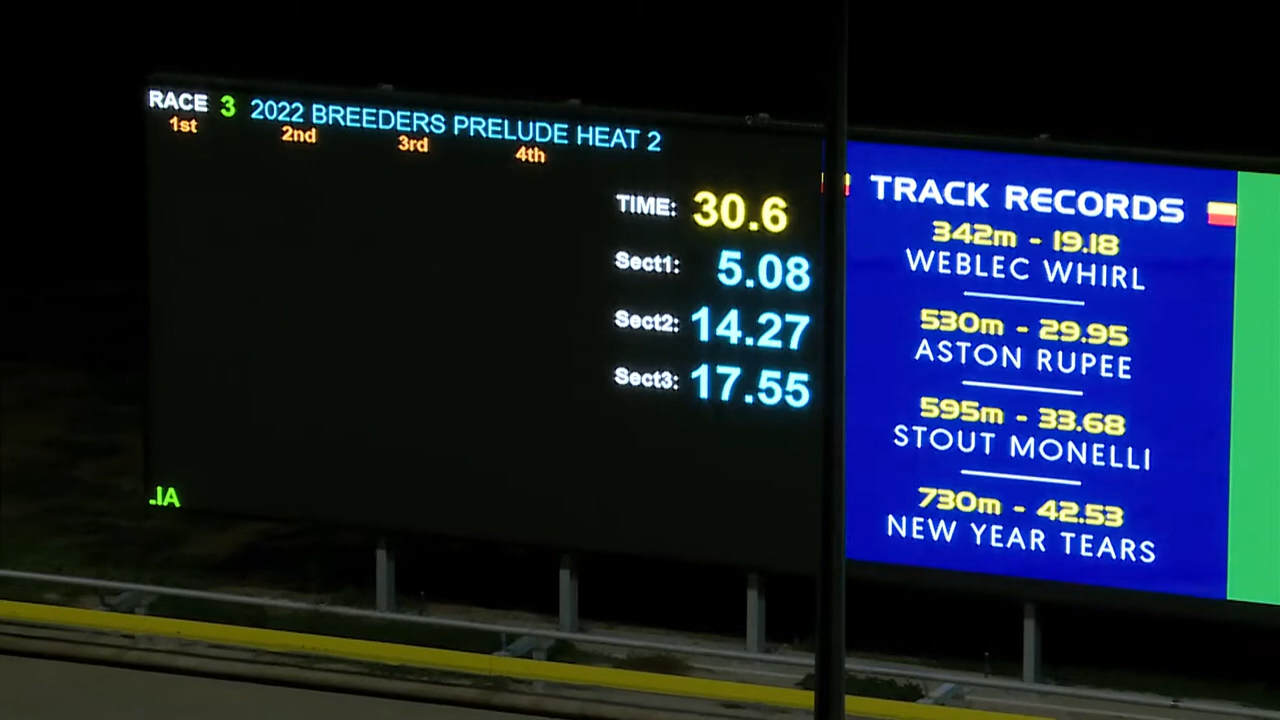 RACE 3 2022 BREEDERS PRELUDE HEAT 2
1st 2nd 3rd 4th
TIME: 30.6
Sect1: 5.08
Sect2: 14.27
Sect3: 17.55
.IA
TRACK RECORDS
342m - 19.18
WEBLEC WHIRL
530m - 29.95
ASTON RUPEE
595m - 33.68
STOUT MONELLI
730m - 42.53
NEW YEAR TEARS